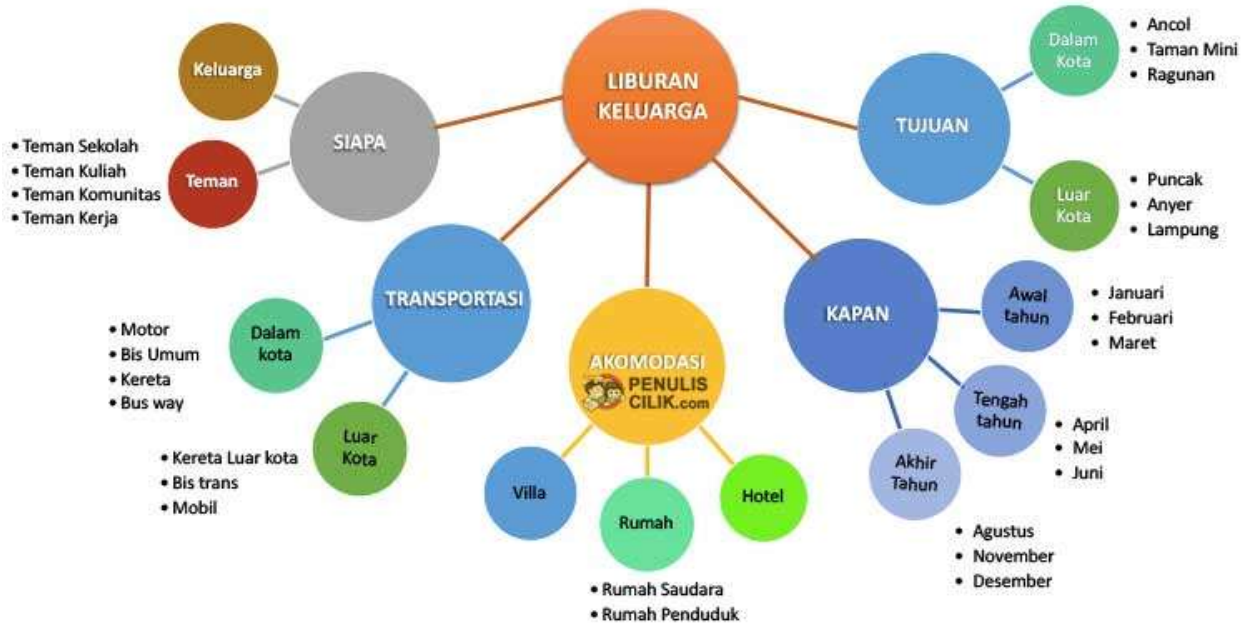 LIBURAN
KELUARGA
SIAPA
Keluarga
Teman
• Teman Sekolah
• Teman Kuliah
• Teman Komunitas
• Teman Kerja
TUJUAN
Dalam
Kota
• Ancol
• Taman Mini
• Ragunan
Luar
Kota
• Puncak
• Anyer
• Lampung
TRANSPORTASI
Dalam
kota
• Motor
• Bis Umum
• Kereta
• Bus way
Luar
Kota
• Kereta Luar kota
• Bis trans
• Mobil
AKOMODASI
PENULIS
CILIK.com
Villa
Rumah
• Rumah Saudara
• Rumah Penduduk
Hotel
KAPAN
Awal
tahun
• Januari
• Februari
• Maret
Tengah
tahun
• April
• Mei
• Juni
Akhir
Tahun
• Agustus
• November
• Desember